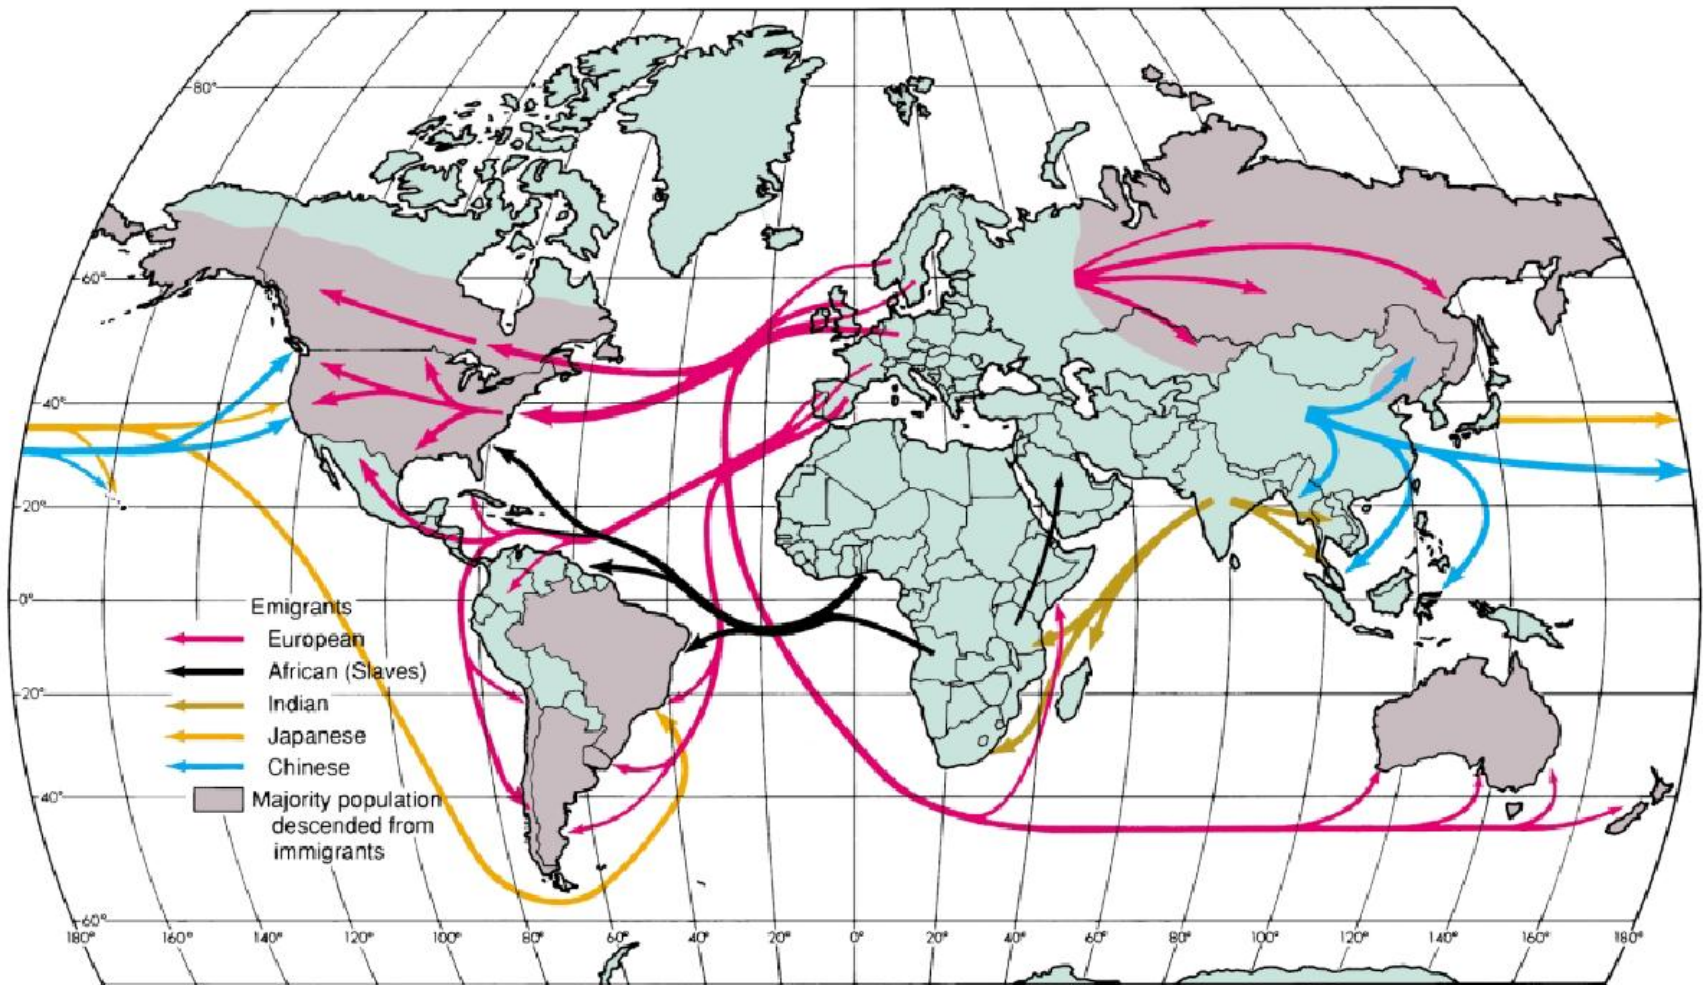 80°
60°
40°
20°
0°
20°
40°
60°
Emigrants
European
African (Slaves)
Indian
Japanese
Chinese
Majority population
descended from
immigrants
180° 160° 140° 120° 100° 80° 60° 40° 20° 0° 20° 40° 60° 80° 100° 120° 140° 160° 180°